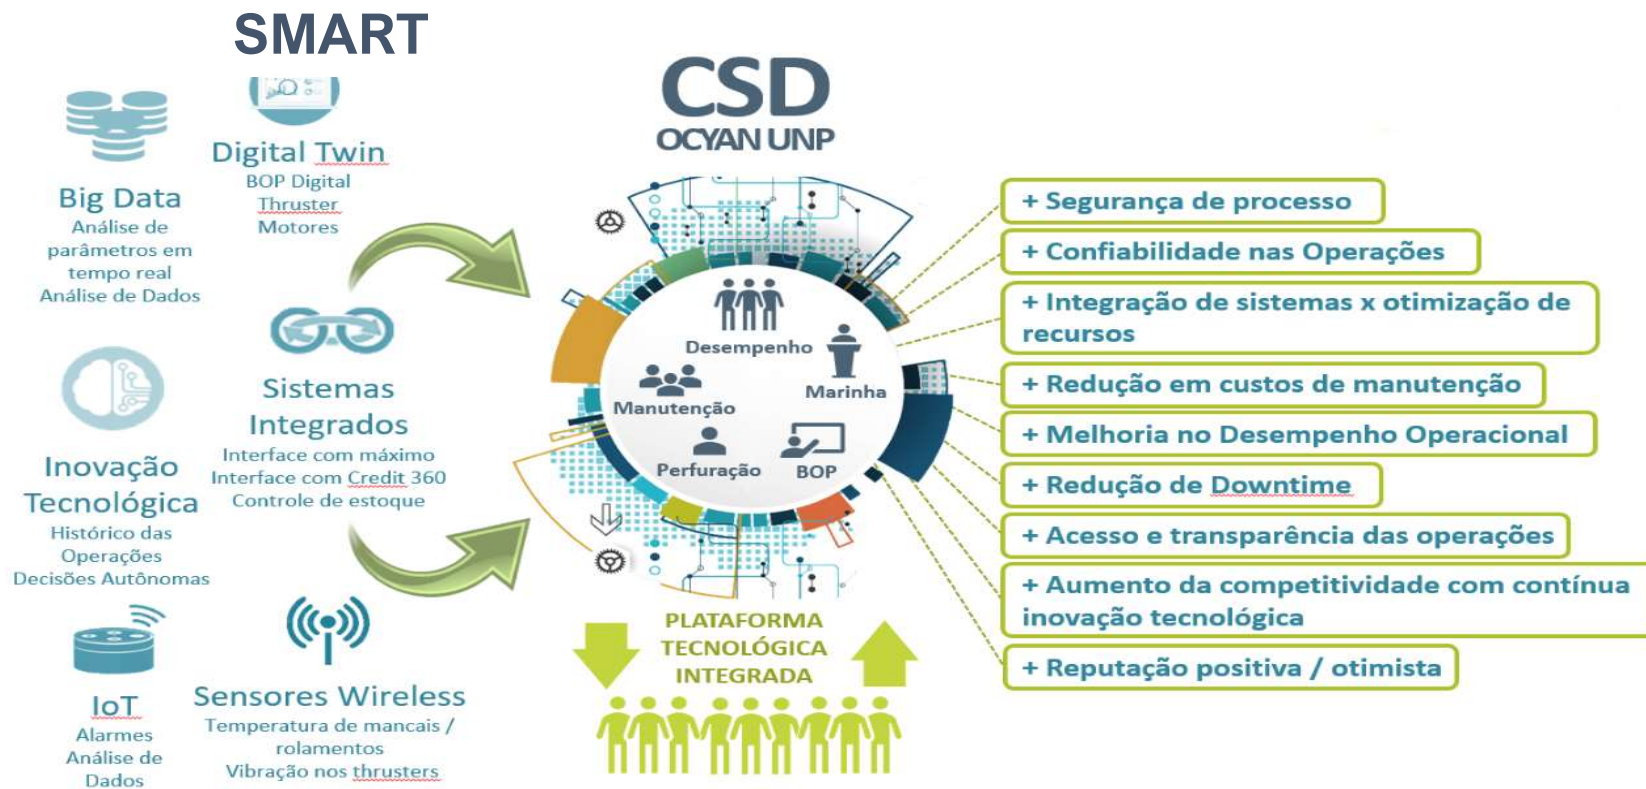 SMART
Big Data
Análise de
parâmetros em
tempo real
Análise de Dados
Digital Twin
BOP Digital
Thruster
Motores
Inovação
Tecnológica
Histórico das
Operações
Decisões Autônomas
Sistemas
Integrados
Interface com máximo
Interface com Credit 360
Controle de estoque
IoT
Alarmes
Análise de
Dados
Sensores Wireless
Temperatura de mancais /
rolamentos
Vibração nos thrusters
CSD
OCYAN UNP
Desempenho
Marinha
Manutenção
Perfuração
BOP
PLATAFORMA
TECNOLÓGICA
INTEGRADA
+ Segurança de processo
+ Confiabilidade nas Operações
+ Integração de sistemas x otimização de
recursos
+ Redução em custos de manutenção
+ Melhoria no Desempenho Operacional
+ Redução de Downtime
+ Acesso e transparência das operações
+ Aumento da competitividade com contínua
inovação tecnológica
+ Reputação positiva / otimista